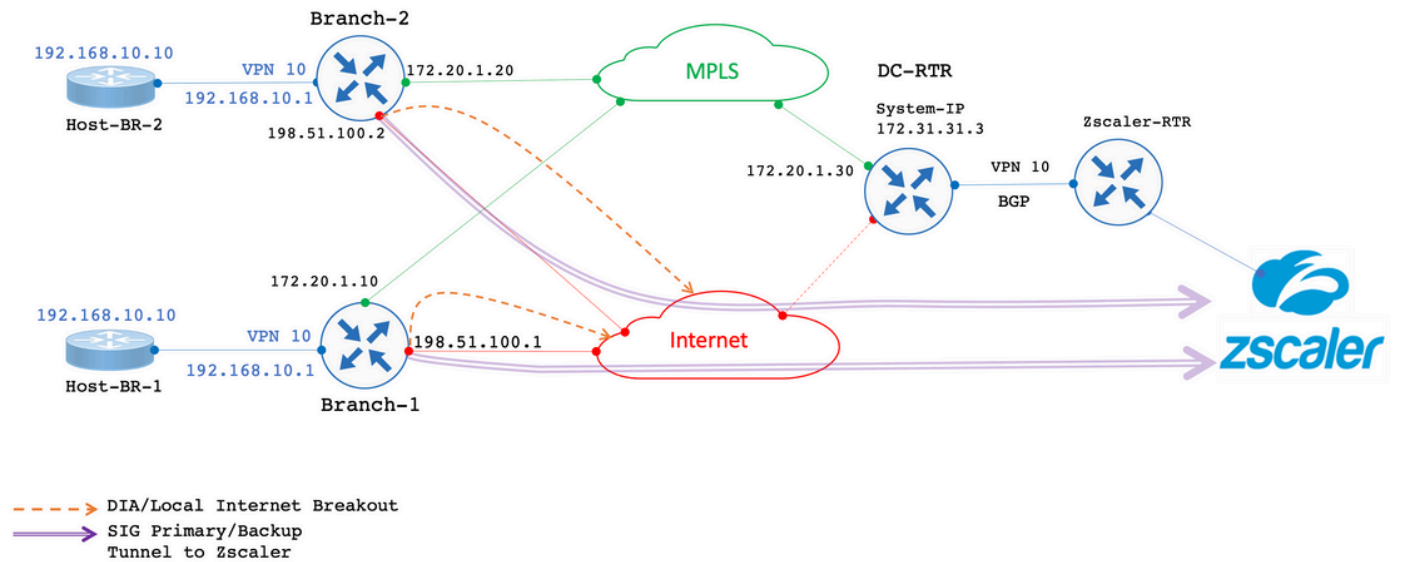 Branch-2
192.168.10.10
VPN 10
192.168.10.1
Host-BR-2
172.20.1.20
198.51.100.2
MPLS
DC-RTR
System-IP
172.31.31.3
172.20.1.30
VPN 10
BGP
Zscaler-RTR
172.20.1.10
192.168.10.10
VPN 10
192.168.10.1
Host-BR-1
198.51.100.1
Branch-1
Internet
zscaler
DIA/Local Internet Breakout
SIG Primary/Backup
Tunnel to Zscaler